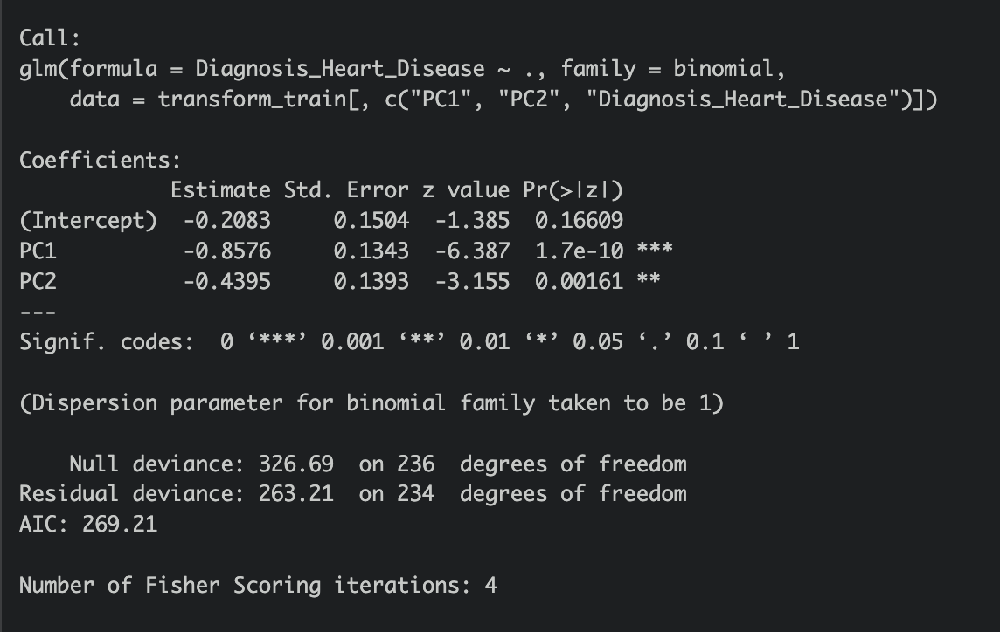 Call:
glm(formula = Diagnosis_Heart_Disease ~ ., family = binomial,
    data = transform_train[, c("PC1", "PC2", "Diagnosis_Heart_Disease")])

Coefficients:
            Estimate Std. Error z value Pr(>|z|)
(Intercept)  -0.2083     0.1504  -1.385  0.16609
PC1          -0.8576     0.1343  -6.387  1.7e-10 ***
PC2          -0.4395     0.1393  -3.155  0.00161 **
---
Signif. codes:  0 ‘***’ 0.001 ‘**’ 0.01 ‘*’ 0.05 ‘.’ 0.1 ‘ ’ 1

(Dispersion parameter for binomial family taken to be 1)

    Null deviance: 326.69  on 236  degrees of freedom
Residual deviance: 263.21  on 234  degrees of freedom
AIC: 269.21

Number of Fisher Scoring iterations: 4